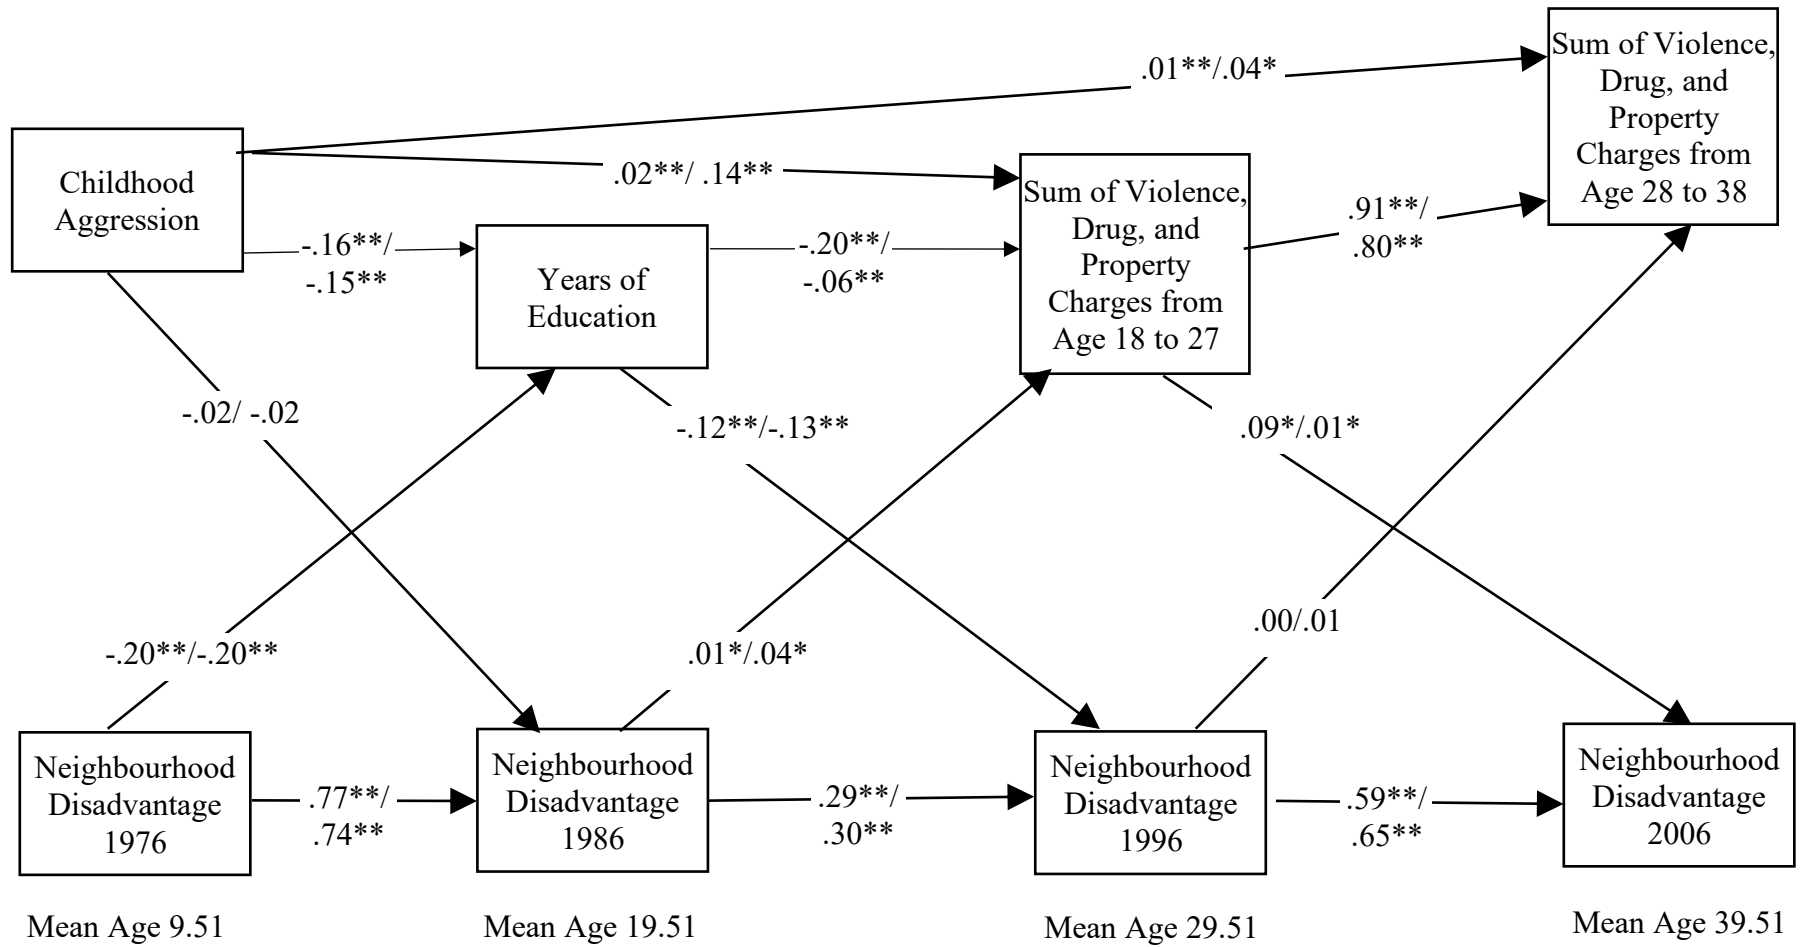 Sum of Violence,
Drug, and
Property
Charges from
Age 28 to 38
.01**/.04*
Childhood
Aggression
.02**/ .14**
Sum of Violence,
Drug, and
Property
Charges from
Age 18 to 27
.91**/
.80**
-.16**/
-.15**
Years of
Education
-.20**/
-.06**
-.02/ -.02
-.12**/-.13**
.09*/.01*
-.20**/-.20**
.01*/.04*
.00/.01
Neighbourhood
Disadvantage
1976
.77**/
.74**
Neighbourhood
Disadvantage
1986
.29**/
.30**
Neighbourhood
Disadvantage
1996
.59**/
.65**
Neighbourhood
Disadvantage
2006
Mean Age 9.51
Mean Age 19.51
Mean Age 29.51
Mean Age 39.51